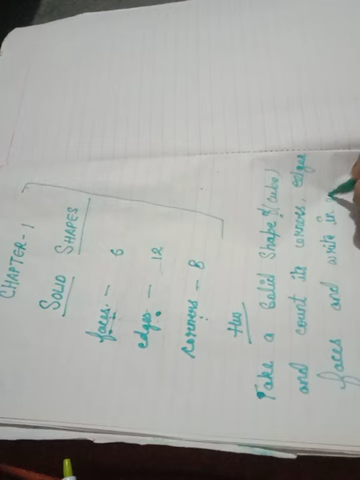 CHAPTER - 1
SOLID SHAPES
faces - 6
edges - 12
corners - 8
Take a Solid Shape (cube)
and count its corners, edges
faces and write in